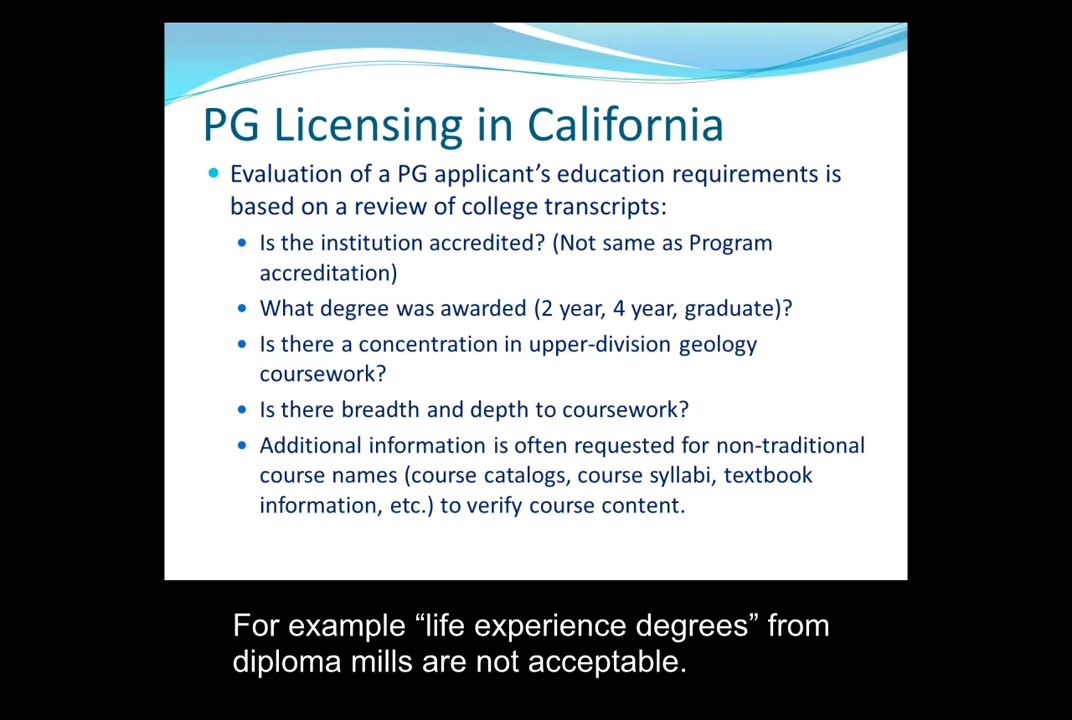 PG Licensing in California
• Evaluation of a PG applicant's education requirements is
based on a review of college transcripts:
• Is the institution accredited? (Not same as Program
accreditation)
• What degree was awarded (2 year, 4 year, graduate)?
• Is there a concentration in upper-division geology
coursework?
• Is there breadth and depth to coursework?
• Additional information is often requested for non-traditional
course names (course catalogs, course syllabi, textbook
information, etc.) to verify course content.
For example “life experience degrees” from
diploma mills are not acceptable.